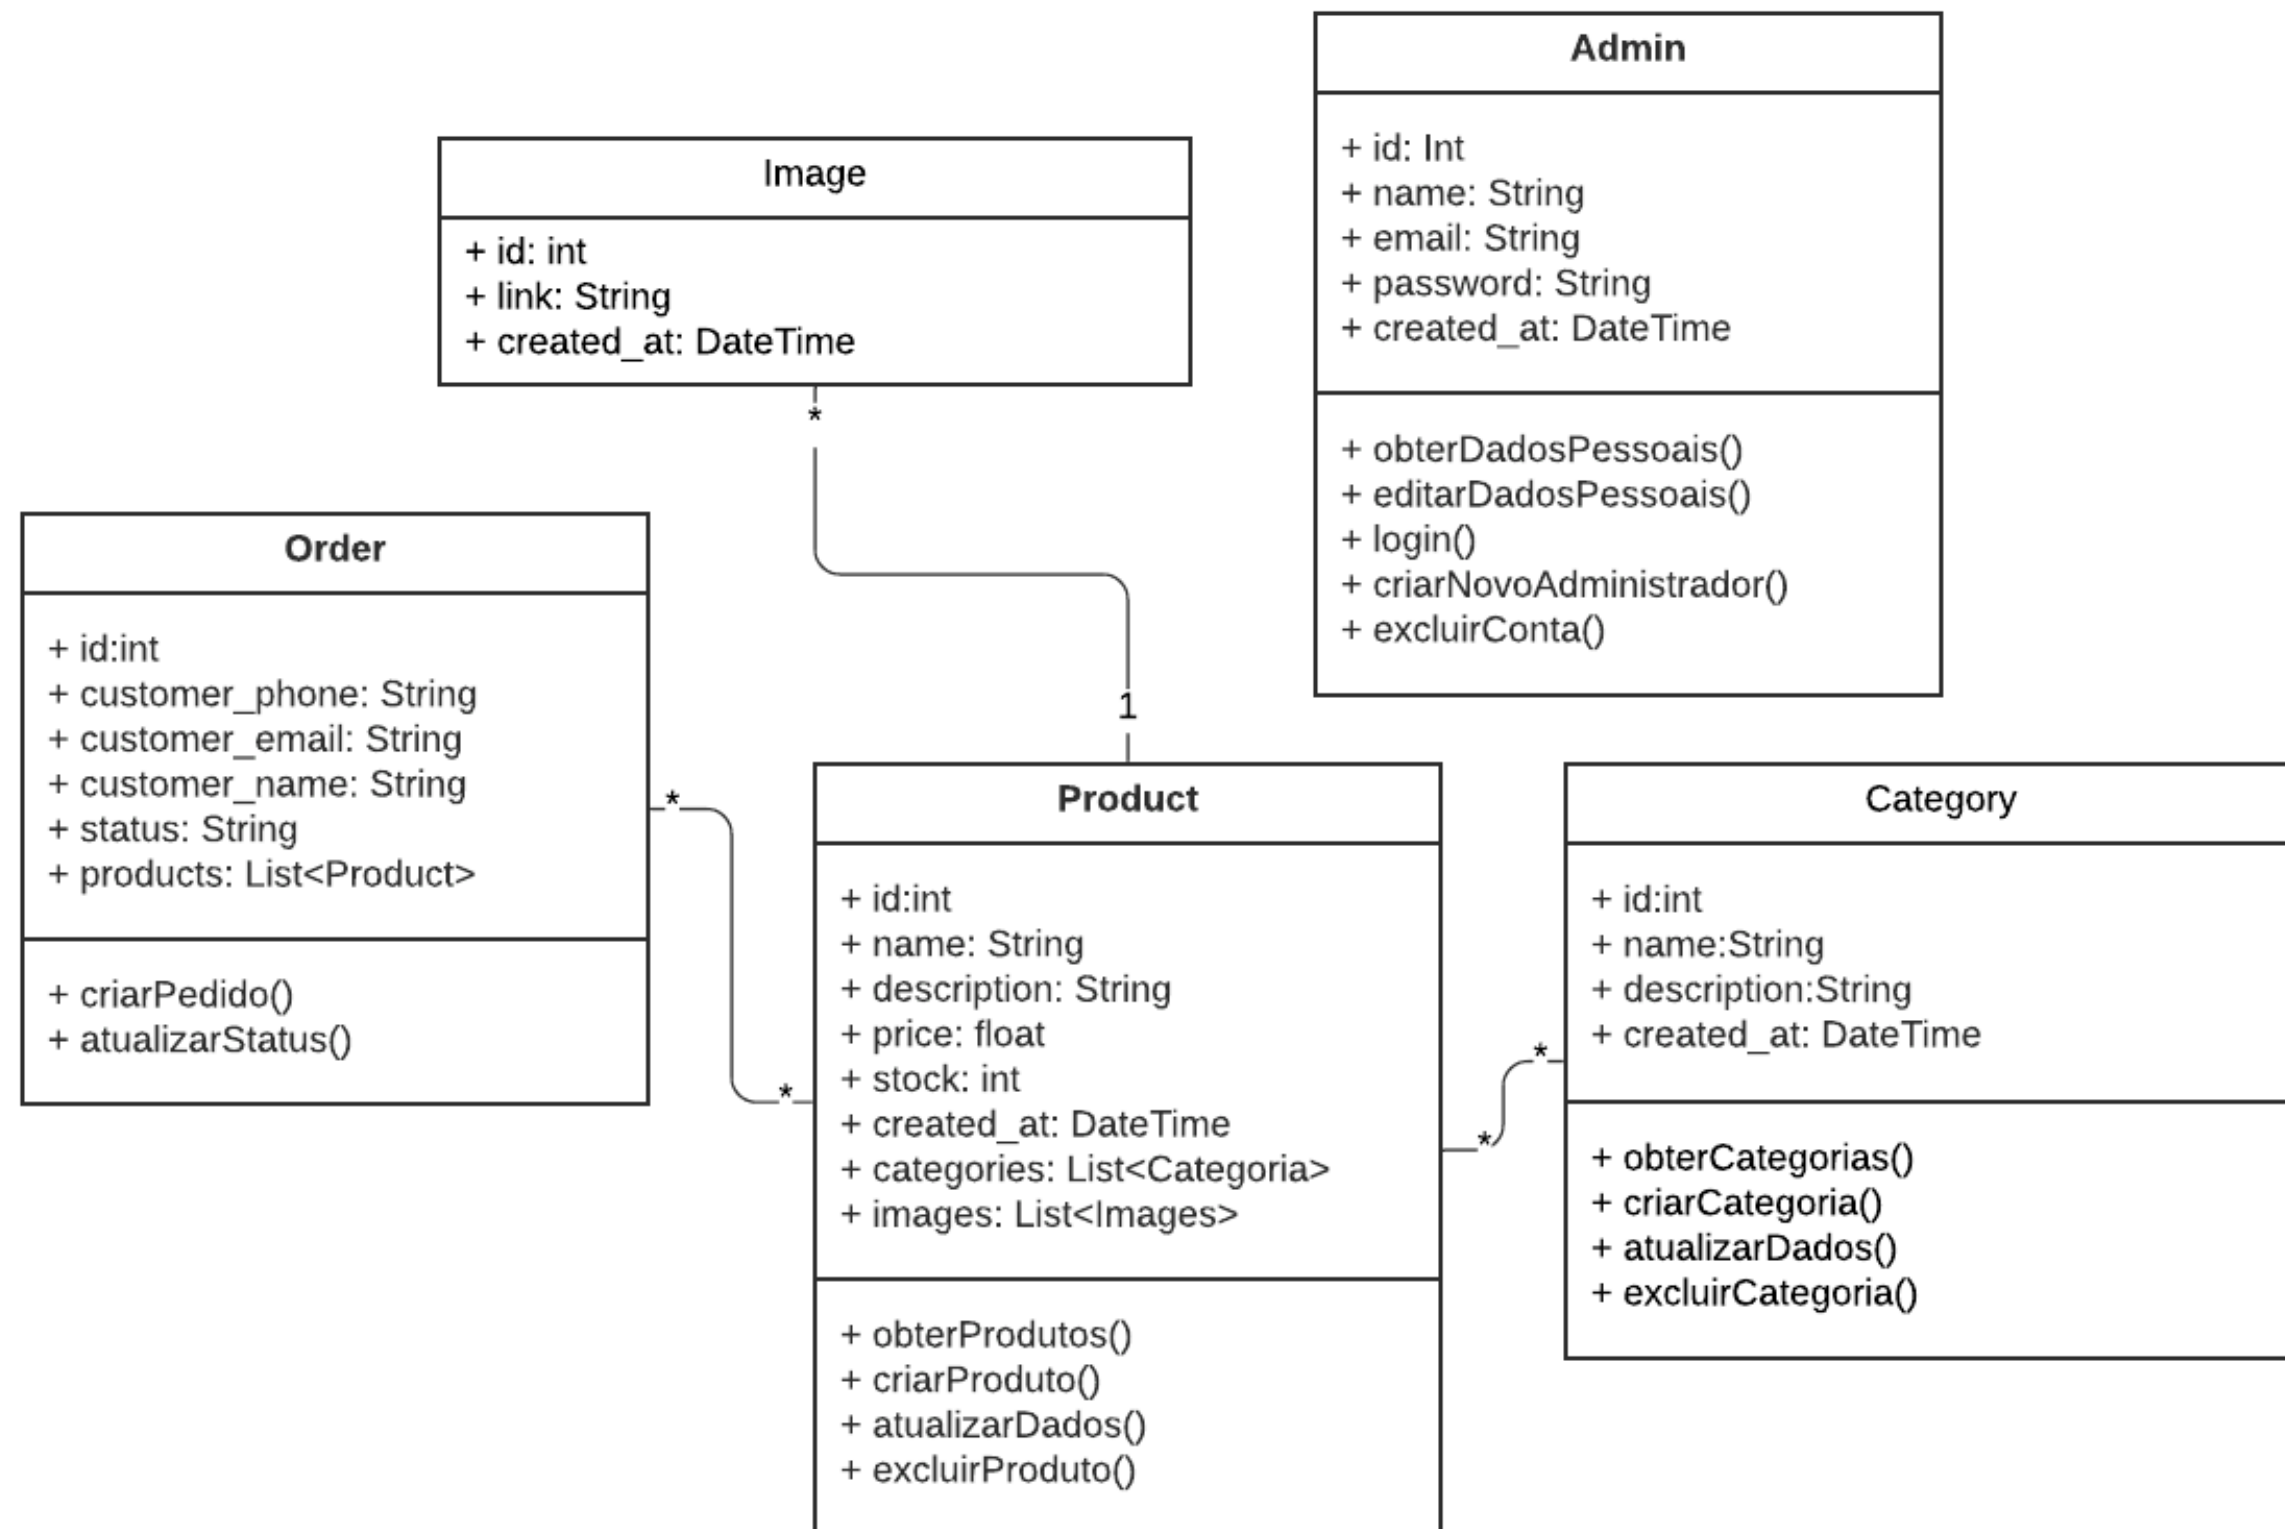 Admin
+ id: Int
+ name: String
+ email: String
+ password: String
+ created_at: DateTime
+ obterDadosPessoais()
+ editarDadosPessoais()
+ login()
+ criarNovoAdministrador()
+ excluirConta()
Image
+ id: int
+ link: String
+ created_at: DateTime
*
1
Order
+ id:int
+ customer_phone: String
+ customer_email: String
+ customer_name: String
+ status: String
+ products: List<Product>
+ criarPedido()
+ atualizarStatus()
*
*
Product
+ id:int
+ name: String
+ description: String
+ price: float
+ stock: int
+ created_at: DateTime
+ categories: List<Categoria>
+ images: List<Images>
+ obterProdutos()
+ criarProduto()
+ atualizarDados()
+ excluirProduto()
*
*
Category
+ id:int
+ name:String
+ description:String
+ created_at: DateTime
+ obterCategorias()
+ criarCategoria()
+ atualizarDados()
+ excluirCategoria()